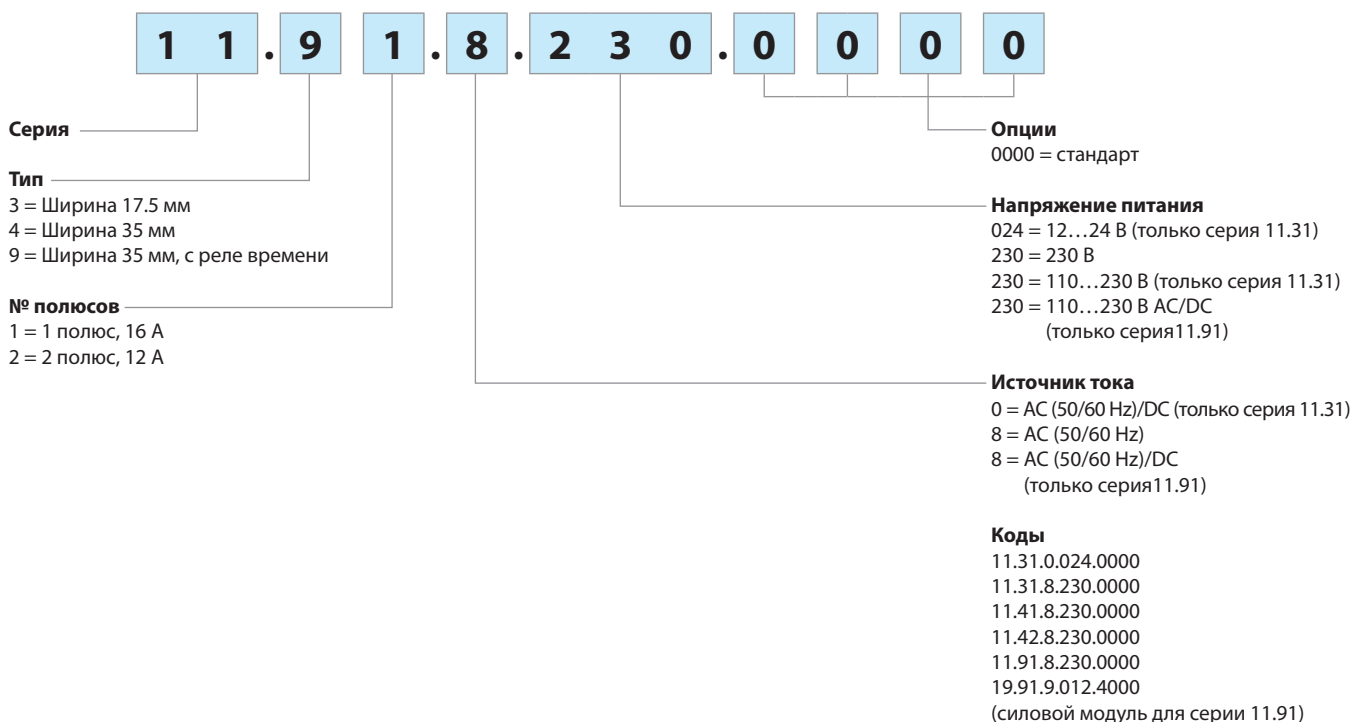 1 1 . 9 1 . 8 . 2 3 0 . 0 0 0 0
Серия
Тип
3 = Ширина 17.5 мм
4 = Ширина 35 мм
9 = Ширина 35 мм, с реле времени
№ полюсов
1 = 1 полюс, 16 A
2 = 2 полюс, 12 A
Опции
0000 = стандарт
Напряжение питания
024 = 12…24 В (только серия 11.31)
230 = 230 В
230 = 110…230 В (только серия 11.31)
230 = 110…230 В AC/DC
(только серия11.91)
Источник тока
0 = AC (50/60 Hz)/DC (только серия 11.31)
8 = AC (50/60 Hz)
8 = AC (50/60 Hz)/DC
(только серия11.91)
Коды
11.31.0.024.0000
11.31.8.230.0000
11.41.8.230.0000
11.42.8.230.0000
11.91.8.230.0000
19.91.9.012.4000
(силовой модуль для серии 11.91)